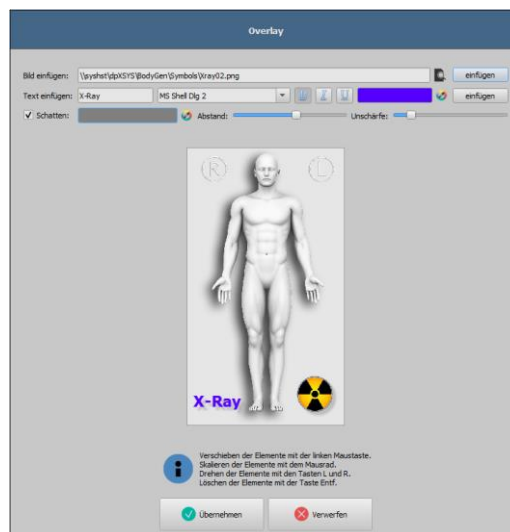 Overlay
Bild einfügen: \\syshst\dpXSYS\BodyGen\Symbols\Xray02.png einfügen
Text einfügen: X-Ray MS Shell Dlg 2 U I U einfügen
Schatten: Abstand: Unschärfe:
R L
X-Ray
Verschieben der Elemente mit der linken Maustaste.
Skalieren der Elemente mit dem Mausrad.
Drehen der Elemente mit den Tasten L und R.
Löschen der Elemente mit der Taste Entf.
Übernehmen Verwerfen